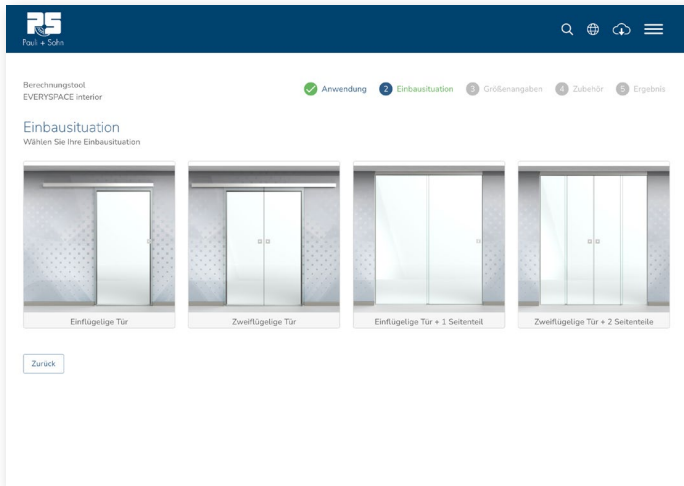 PS
Pauli + Sohn
Berechnungstool
EVERYSPACE interior
Anwendung
2 Einbausituation
3 Größenangaben
4 Zubehör
5 Ergebnis
Einbausituation
Wählen Sie Ihre Einbausituation
Einflügelige Tür
Zweiflügelige Tür
Einflügelige Tür + 1 Seitenteil
Zweiflügelige Tür + 2 Seitenteile
Zurück